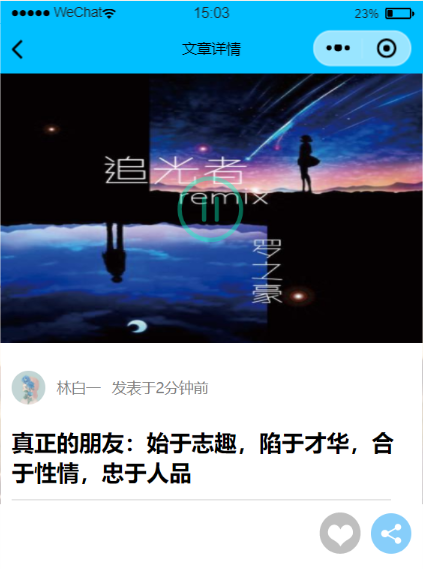 WeChat 15:03 23%
文章详情
追光者
remix
罗之豪
林白一 发表于2分钟前
真正的朋友：始于志趣，陷于才华，合
于性情，忠于人品